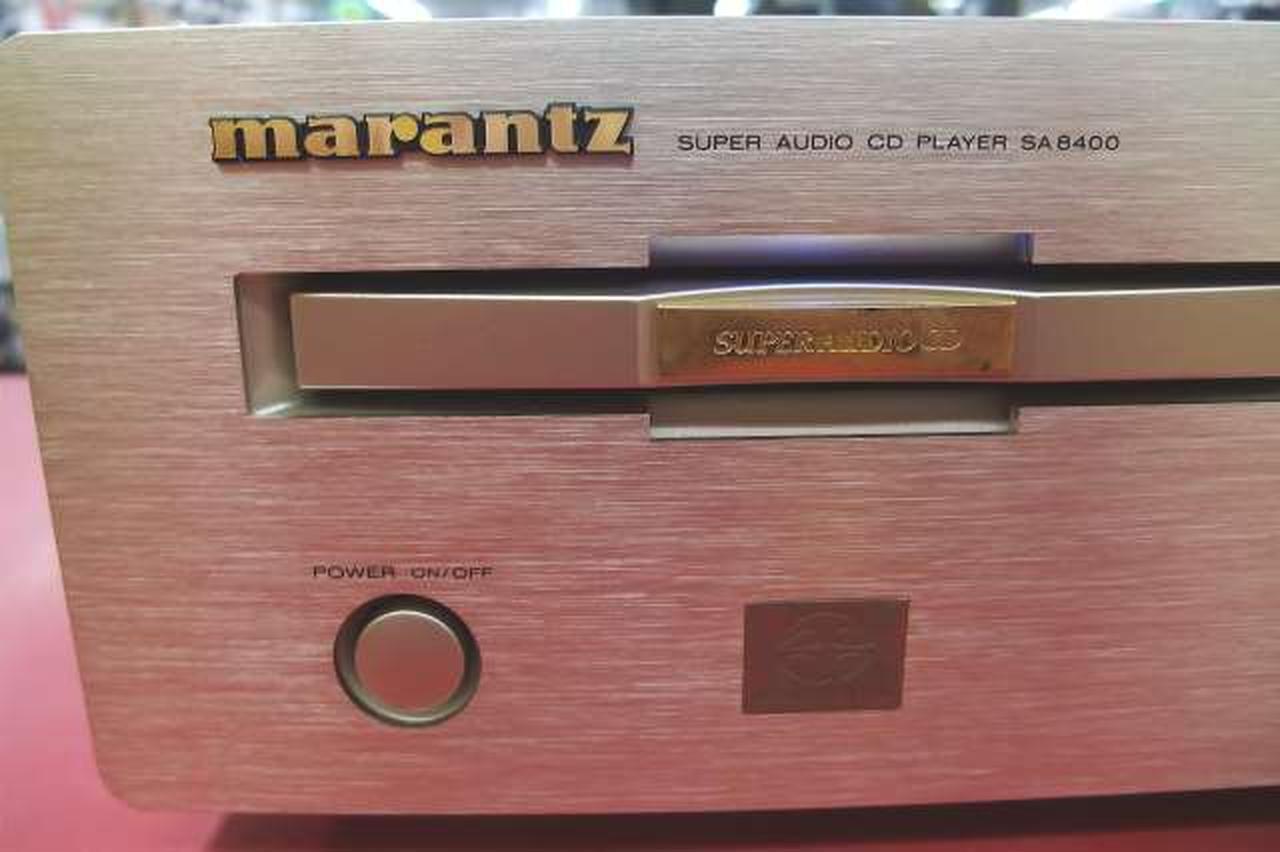 marantz SUPER AUDIO CD PLAYER SA8400
SUPER AUDIO CD
POWER ON/OFF